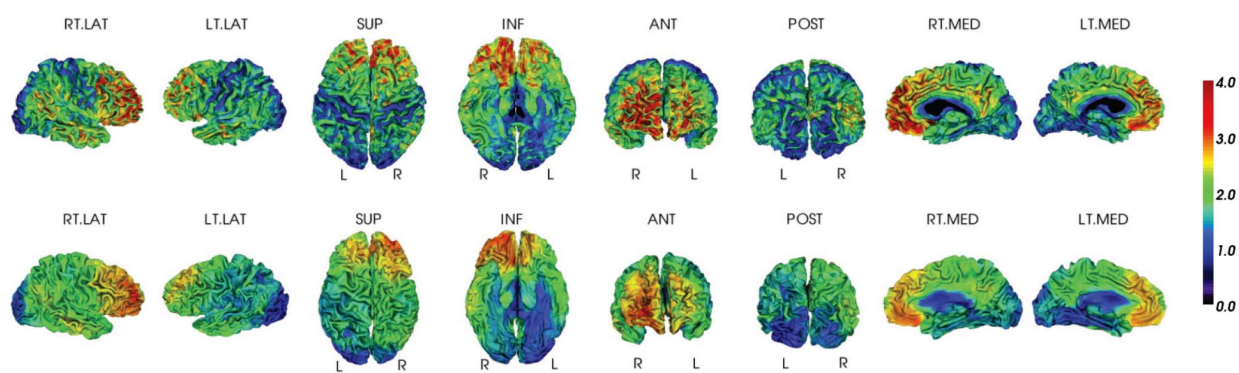 RT.LAT LT.LAT SUP INF ANT POST RT.MED LT.MED
4.0
3.0
2.0
1.0
0.0
L R R L R L L R
RT.LAT LT.LAT SUP INF ANT POST RT.MED LT.MED
L R R L R L L R